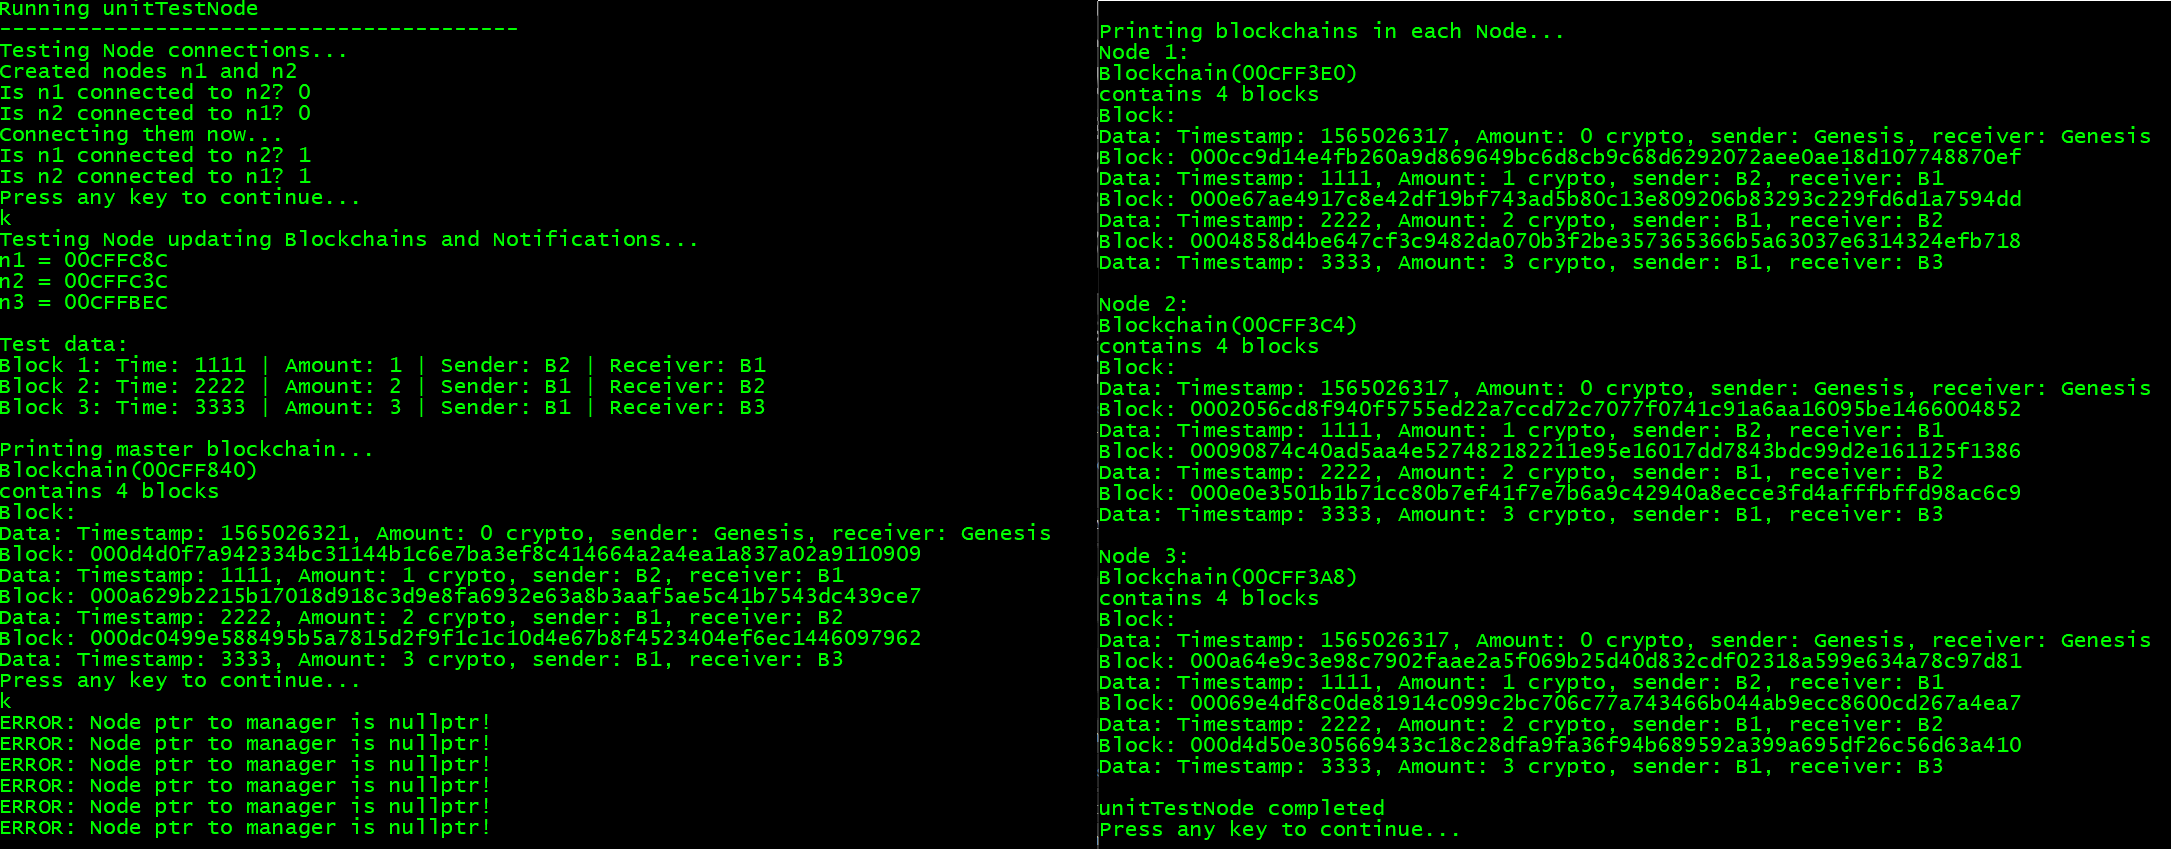 Running unitTestNode
----------------------------------------
Testing Node connections...
Created nodes n1 and n2
Is n1 connected to n2? 0
Is n2 connected to n1? 0
Connecting them now...
Is n1 connected to n2? 1
Is n2 connected to n1? 1
Press any key to continue...
k
Testing Node updating Blockchains and Notifications...
n1 = 00CFFC8C
n2 = 00CFFC3C
n3 = 00CFFBEC
Test data:
Block 1: Time: 1111 | Amount: 1 | Sender: B2 | Receiver: B1
Block 2: Time: 2222 | Amount: 2 | Sender: B1 | Receiver: B2
Block 3: Time: 3333 | Amount: 3 | Sender: B1 | Receiver: B3
Printing master blockchain...
Blockchain(00CFF840)
contains 4 blocks
Block:
Data: Timestamp: 1565026321, Amount: 0 crypto, sender: Genesis, receiver: Genesis
Block: 000d4d0f7a942334bc31144b1c6e7ba3ef8c414664a2a4ea1a837a02a9110909
Data: Timestamp: 1111, Amount: 1 crypto, sender: B2, receiver: B1
Block: 000a629b2215b17018d918c3d9e8fa6932e63a8b3aaf5ae5c41b7543dc439ce7
Data: Timestamp: 2222, Amount: 2 crypto, sender: B1, receiver: B2
Block: 000dc0499e588495b5a7815d2f9f1c1c10d4e67b8f4523404ef6ec1446097962
Data: Timestamp: 3333, Amount: 3 crypto, sender: B1, receiver: B3
Press any key to continue...
k
ERROR: Node ptr to manager is nullptr!
ERROR: Node ptr to manager is nullptr!
ERROR: Node ptr to manager is nullptr!
ERROR: Node ptr to manager is nullptr!
ERROR: Node ptr to manager is nullptr!
ERROR: Node ptr to manager is nullptr!
Printing blockchains in each Node...
Node 1:
Blockchain(00CFF3E0)
contains 4 blocks
Block:
Data: Timestamp: 1565026317, Amount: 0 crypto, sender: Genesis, receiver: Genesis
Block: 000cc9d14e4fb260a9d869649bc6d8cb9c68d6292072aee0ae18d107748870ef
Data: Timestamp: 1111, Amount: 1 crypto, sender: B2, receiver: B1
Block: 000e67ae4917c8e42df19bf743ad5b80c13e809206b83293c229fd6d1a7594dd
Data: Timestamp: 2222, Amount: 2 crypto, sender: B1, receiver: B2
Block: 0004858d4be647cf3c9482da070b3f2be357365366b5a63037e6314324efb718
Data: Timestamp: 3333, Amount: 3 crypto, sender: B1, receiver: B3
Node 2:
Blockchain(00CFF3C4)
contains 4 blocks
Block:
Data: Timestamp: 1565026317, Amount: 0 crypto, sender: Genesis, receiver: Genesis
Block: 0002056cd8f940f5755ed22a7ccd72c7077f0741c91a6aa16095be1466004852
Data: Timestamp: 1111, Amount: 1 crypto, sender: B2, receiver: B1
Block: 00090874c40ad5aa4e527482182211e95e16017dd7843bdc99d2e161125f1386
Data: Timestamp: 2222, Amount: 2 crypto, sender: B1, receiver: B2
Block: 000e0e3501b1b71cc80b7ef41f7e7b6a9c42940a8ecce3fd4afffbffd98ac6c9
Data: Timestamp: 3333, Amount: 3 crypto, sender: B1, receiver: B3
Node 3:
Blockchain(00CFF3A8)
contains 4 blocks
Block:
Data: Timestamp: 1565026317, Amount: 0 crypto, sender: Genesis, receiver: Genesis
Block: 000a64e9c3e98c7902faae2a5f069b25d40d832cdf02318a599e634a78c97d81
Data: Timestamp: 1111, Amount: 1 crypto, sender: B2, receiver: B1
Block: 00069e4df8c0de81914c099c2bc706c77a743466b044ab9ecc8600cd267a4ea7
Data: Timestamp: 2222, Amount: 2 crypto, sender: B1, receiver: B2
Block: 000d4d50e305669433c18c28dfa9fa36f94b689592a399a695df26c56d63a410
Data: Timestamp: 3333, Amount: 3 crypto, sender: B1, receiver: B3
unitTestNode completed
Press any key to continue...